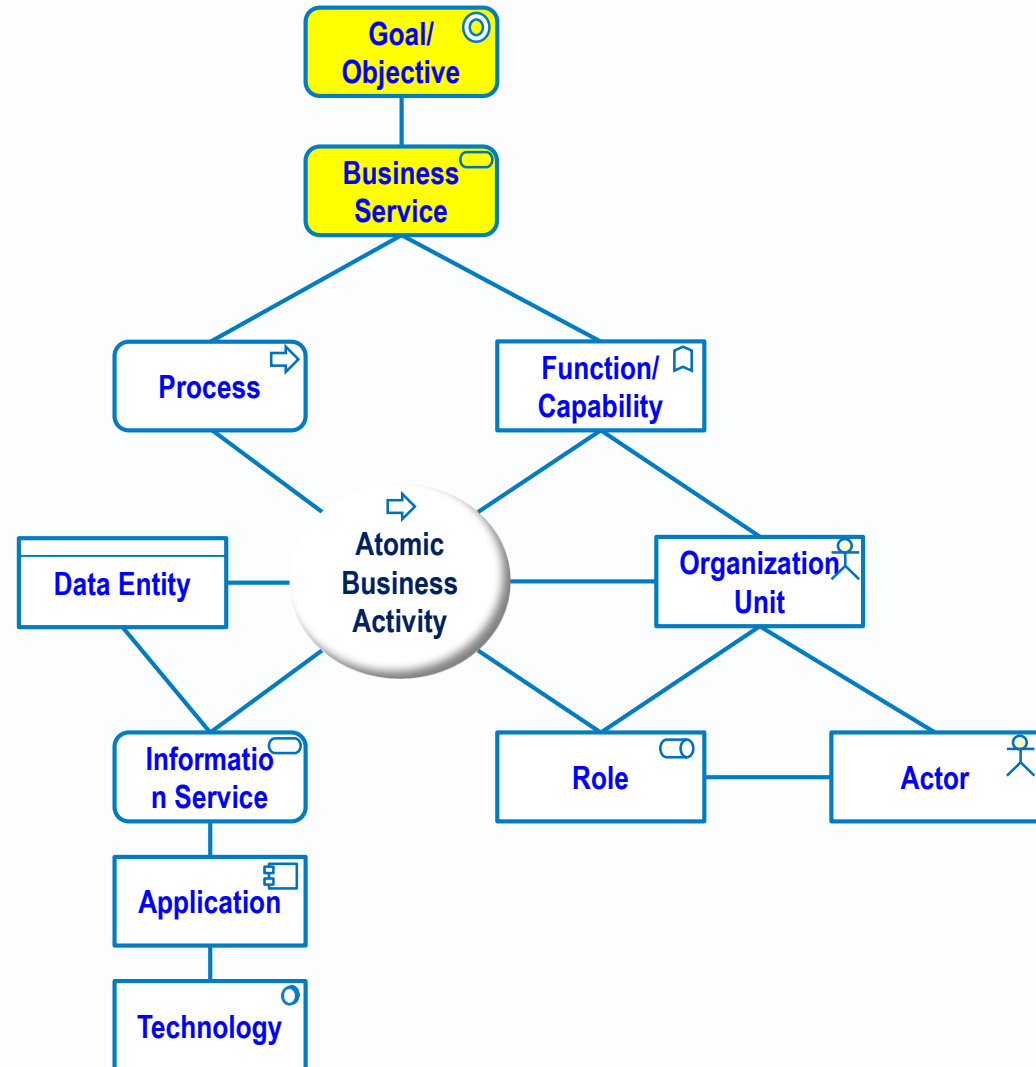 Goal/
Objective
Business
Service
Process
Function/
Capability
Atomic
Business
Activity
Data Entity
Organization
Unit
Informatio
n Service
Role
Actor
Application
Technology